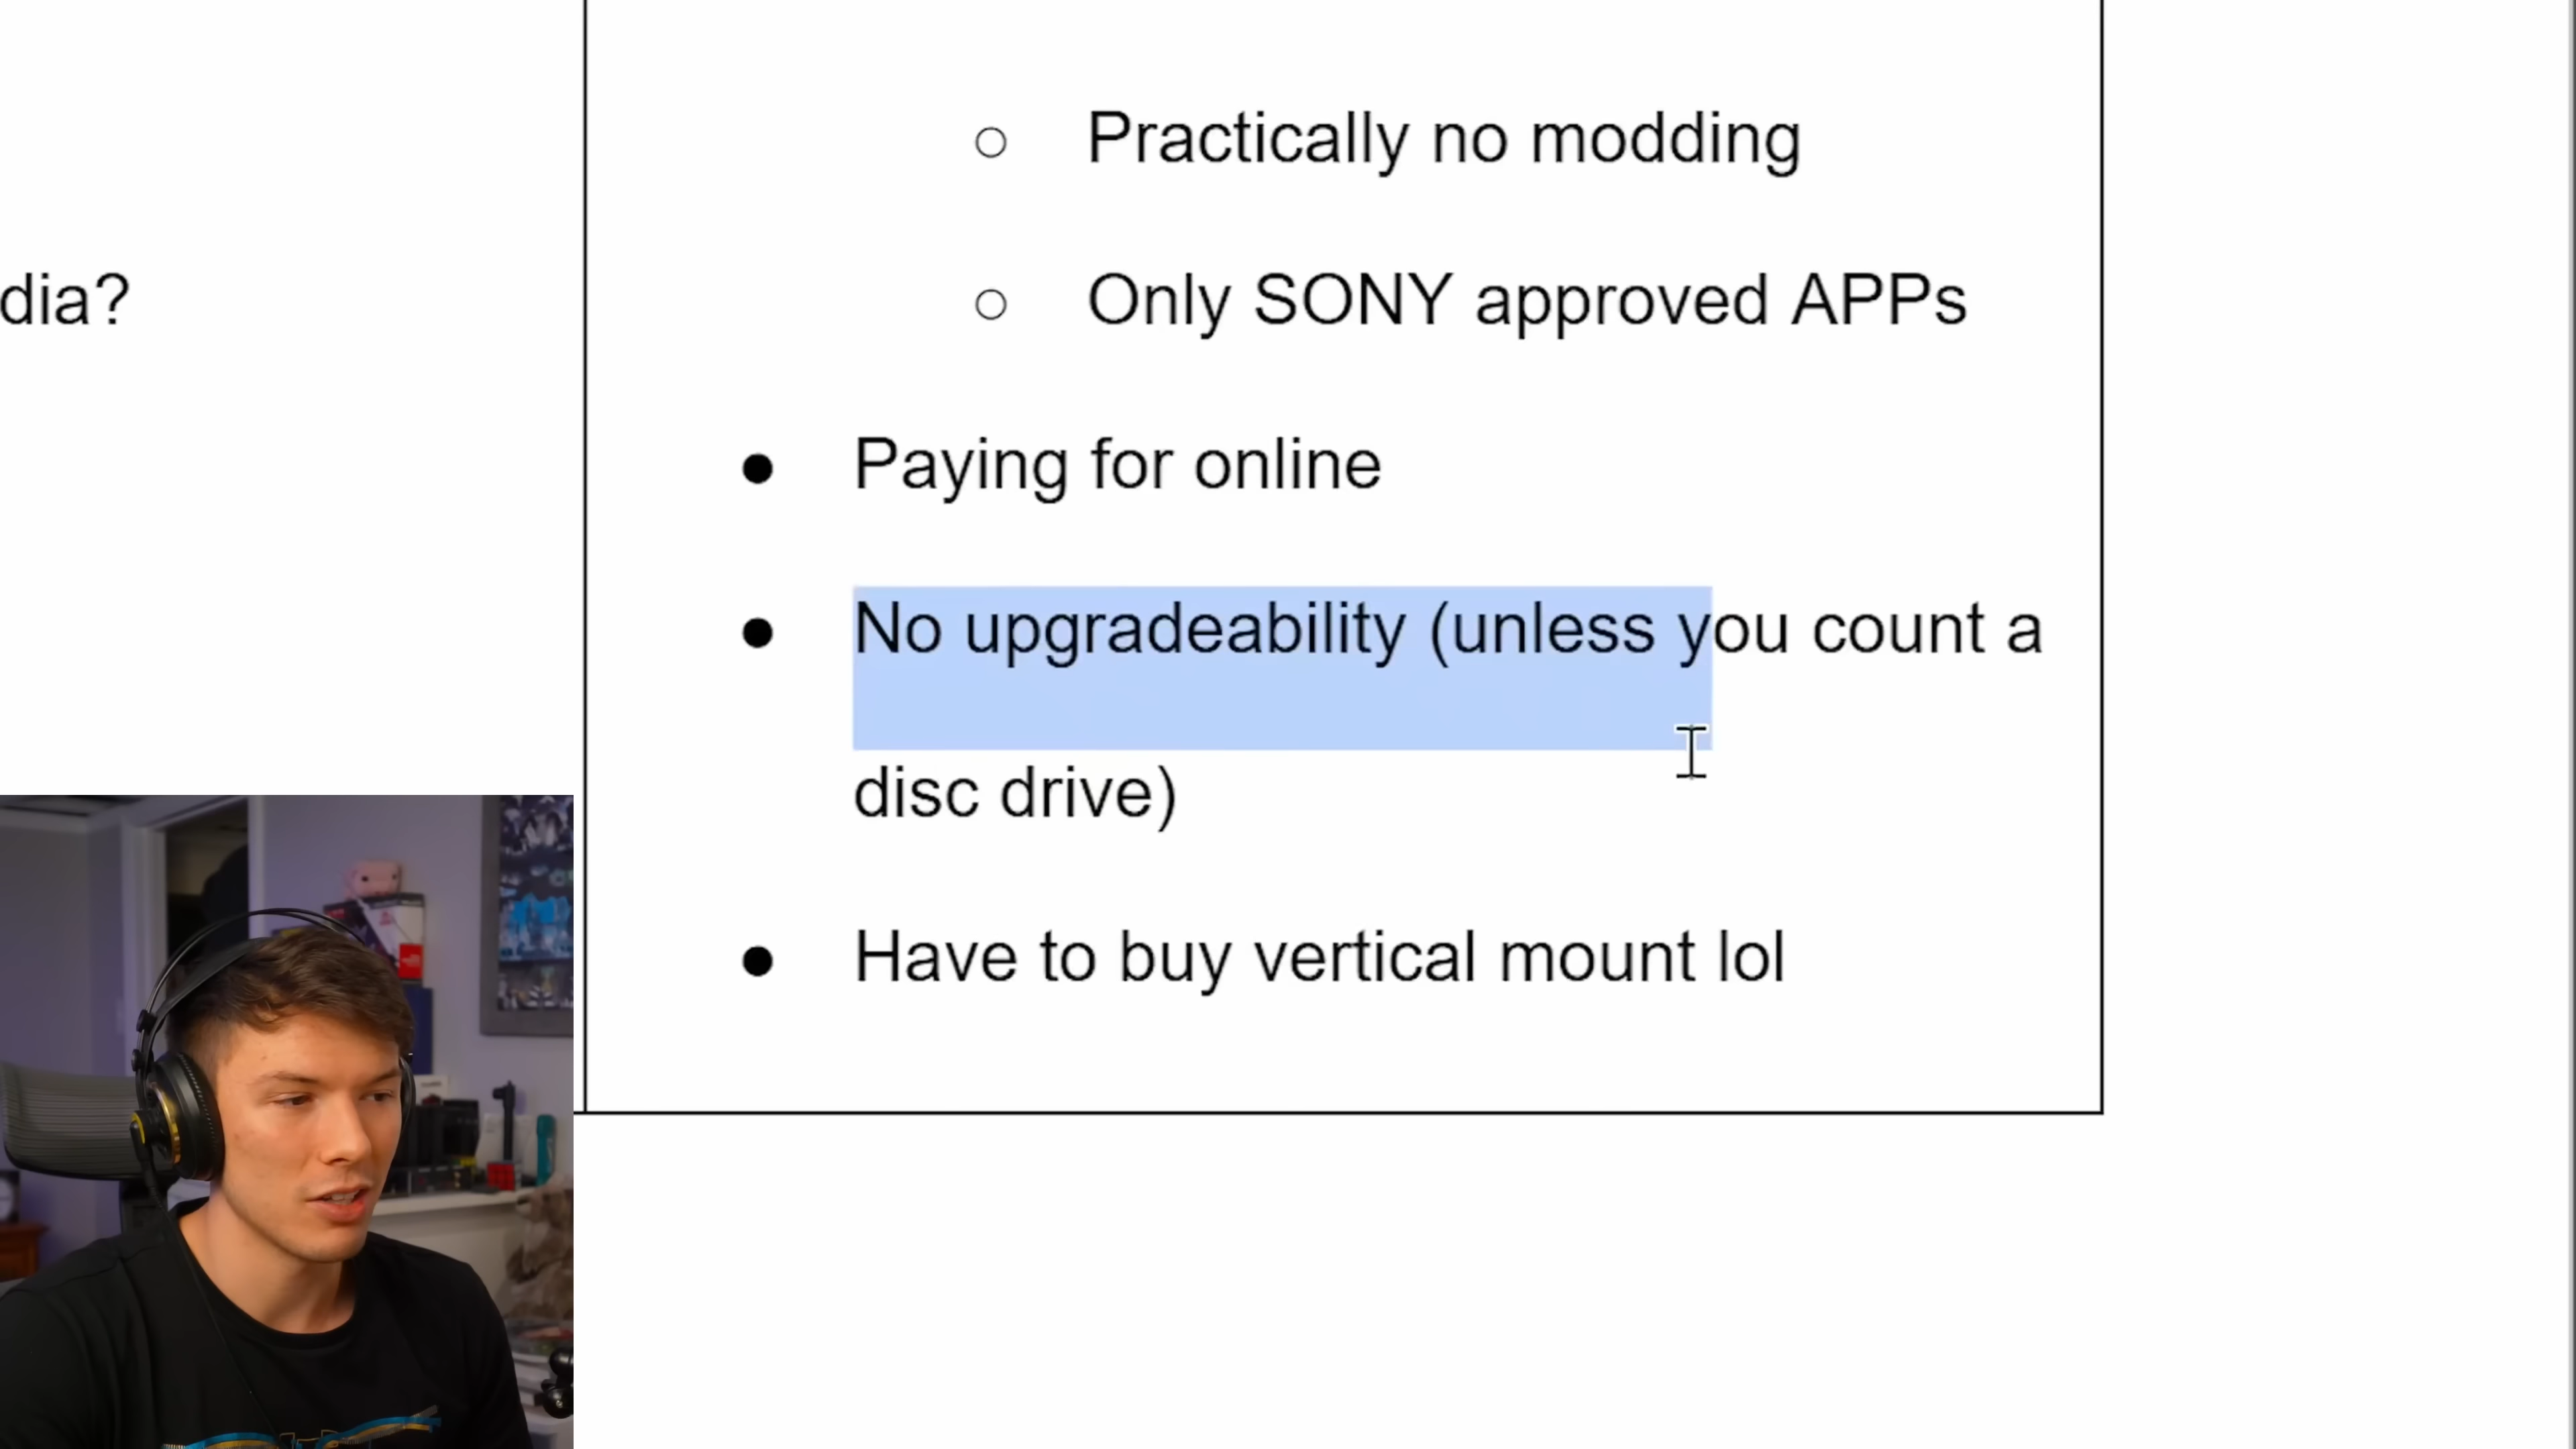 Practically no modding
Only SONY approved APPs
dia?
Paying for online
No upgradeability (unless you count a
disc drive)
Have to buy vertical mount lol